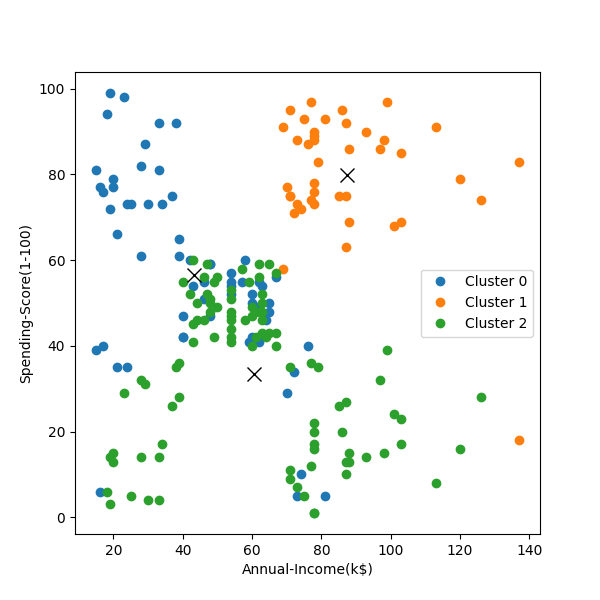 100
80
60
40
20
0
Spending-Score(1-100)
Cluster 0
Cluster 1
Cluster 2
20 40 60 80 100 120 140
Annual-Income(k$)